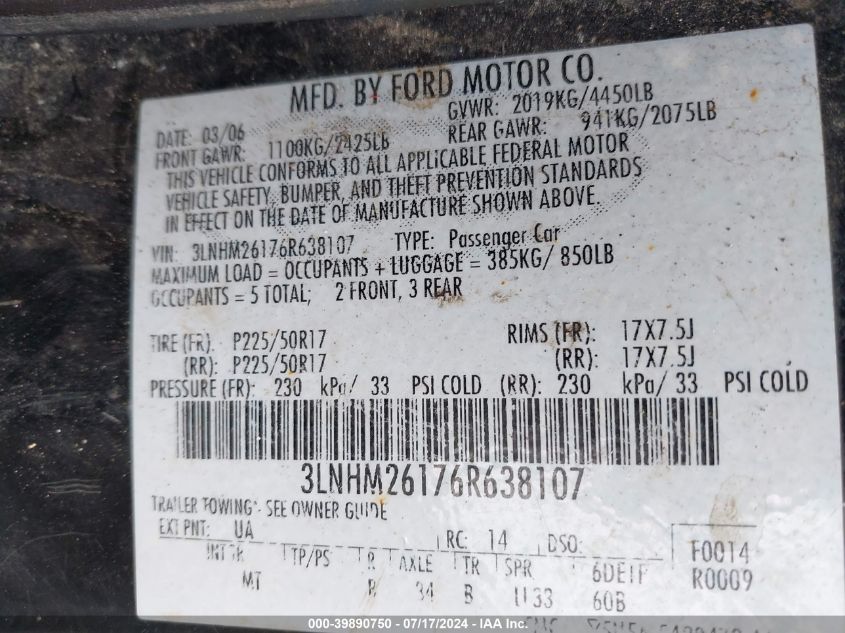 MFD. BY FORD MOTOR CO.
DATE: 03/06 GVWR: 2019KG/4450LB
FRONT GAWR: 1100KG/2425LB REAR GAWR: 941KG/2075LB
THIS VEHICLE CONFORMS TO ALL APPLICABLE FEDERAL MOTOR
VEHICLE SAFETY, BUMPER, AND THEFT PREVENTION STANDARDS
IN EFFECT ON THE DATE OF MANUFACTURE SHOWN ABOVE.
VIN: 3LNHM26176R638107 TYPE: Passenger Car
MAXIMUM LOAD = OCCUPANTS + LUGGAGE = 385KG/ 850LB
OCCUPANTS = 5 TOTAL; 2 FRONT, 3 REAR
TIRE (FR): P225/50R17 RIMS (FR): 17X7.5J
(RR): P225/50R17 (RR): 17X7.5J
PRESSURE (FR): 230 kPa/ 33 PSI COLD (RR): 230 kPa/ 33 PSI COLD
3LNHM26176R638107
TRAILER TOWING - SEE OWNER GUIDE
EXT PNT: UA RC: 14 DSO: F0014
INT TR TP/PS R AXLE TR SPR R0009
MT 34 B 1133 60B
000-39890750 - 07/17/2024 - IAA Inc.